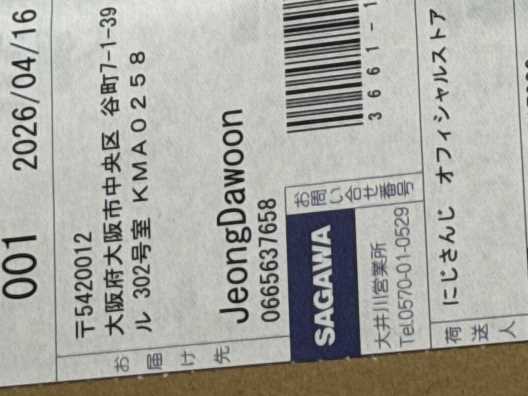 001 2026/04/16
お届け先
〒5420012
大阪府大阪市中央区 谷町7-1-39
ル 302号室 KMA0258
JeongDawoon
0665637658
SAGAWA
お問い合せ番号
3661-1
大井川営業所
Tel.0570-01-0529
荷送人
にじさんじ オフィシャルストア